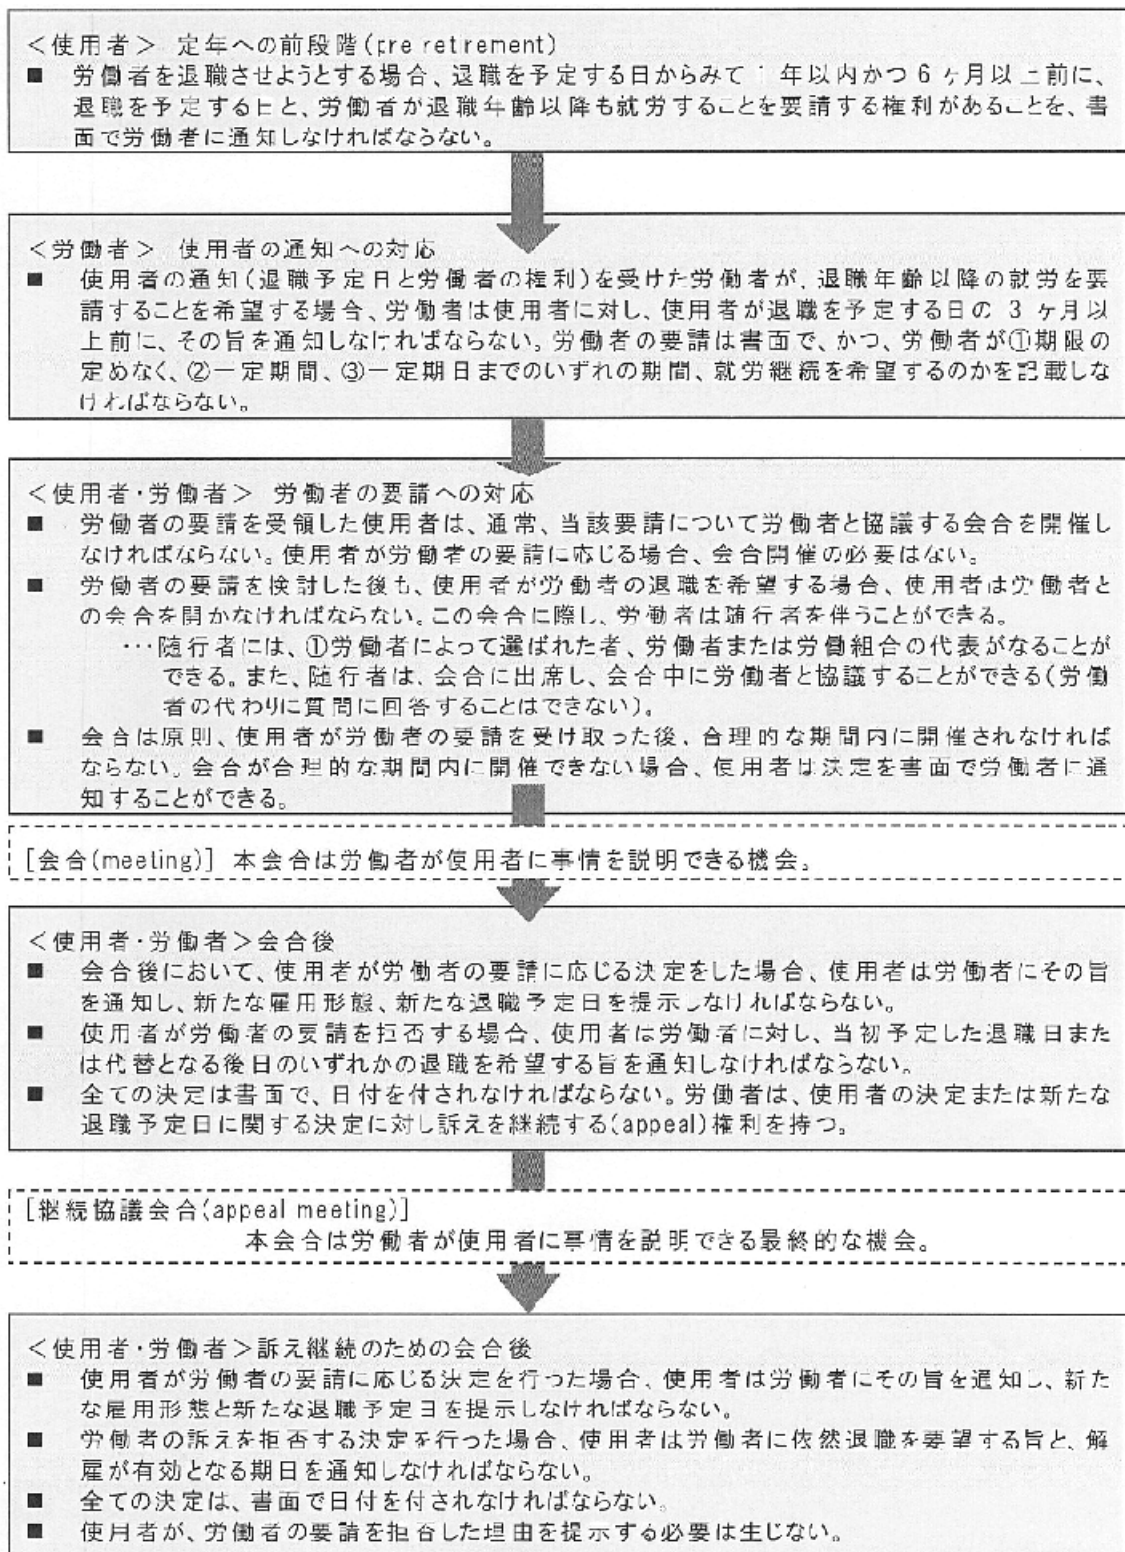 ＜使用者＞ 定年への前段階(pre retirement)
■ 労働者を退職させようとする場合、退職を予定する日からみて 1 年以内かつ 6 ヶ月以上前に、
退職を予定する日と、労働者が退職年齢以降も就労することを要請する権利があることを、書
面で労働者に通知しなければならない。
＜労働者＞ 使用者の通知への対応
■ 使用者の通知(退職予定日と労働者の権利)を受けた労働者が、退職年齢以降の就労を要
請することを希望する場合、労働者は使用者に対し、使用者が退職を予定する日の 3 ヶ月以
上前に、その旨を通知しなければならない。労働者の要請は書面で、かつ、労働者が①期限の
定めなく、②一定期間、③一定期日までのいずれの期間、就労継続を希望するのかを記載しな
ければならない。
＜使用者・労働者＞ 労働者の要請への対応
■ 労働者の要請を受領した使用者は、通常、当該要請について労働者と協議する会合を開催し
なければならない。使用者が労働者の要請に応じる場合、会合開催の必要はない。
■ 労働者の要請を検討した後も、使用者が労働者の退職を希望する場合、使用者は労働者と
の会合を開かなければならない。この会合に際し、労働者は随行者を伴うことができる。
…随行者には、①労働者によって選ばれた者、労働者または労働組合の代表がなることが
できる。また、随行者は、会合に出席し、会合中に労働者と協議することができる(労働
者の代わりに質問に回答することはできない)。
■ 会合は原則、使用者が労働者の要請を受け取った後、合理的な期間内に開催されなければ
ならない。会合が合理的な期間内に開催できない場合、使用者は決定を書面で労働者に通
知することができる。
[会合(meeting)] 本会合は労働者が使用者に事情を説明できる機会。
＜使用者・労働者＞会合後
■ 会合後において、使用者が労働者の要請に応じる決定をした場合、使用者は労働者にその旨
を通知し、新たな雇用形態、新たな退職予定日を提示しなければならない。
■ 使用者が労働者の要請を拒否する場合、使用者は労働者に対し、当初予定した退職日また
は代替となる後日のいずれかの退職を希望する旨を通知しなければならない。
■ 全ての決定は書面で、日付を付されなければならない。労働者は、使用者の決定または新たな
退職予定日に関する決定に対し訴えを継続する(appeal)権利を持つ。
[継続協議会合(appeal meeting)]
本会合は労働者が使用者に事情を説明できる最終的な機会。
＜使用者・労働者＞訴え継続のための会合後
■ 使用者が労働者の要請に応じる決定を行った場合、使用者は労働者にその旨を通知し、新た
な雇用形態と新たな退職予定日を提示しなければならない。
■ 労働者の訴えを拒否する決定を行った場合、使用者は労働者に依然退職を要望する旨と、解
雇が有効となる期日を通知しなければならない。
■ 全ての決定は、書面で日付を付されなければならない。
■ 使用者が、労働者の要請を拒否した理由を提示する必要は生じない。